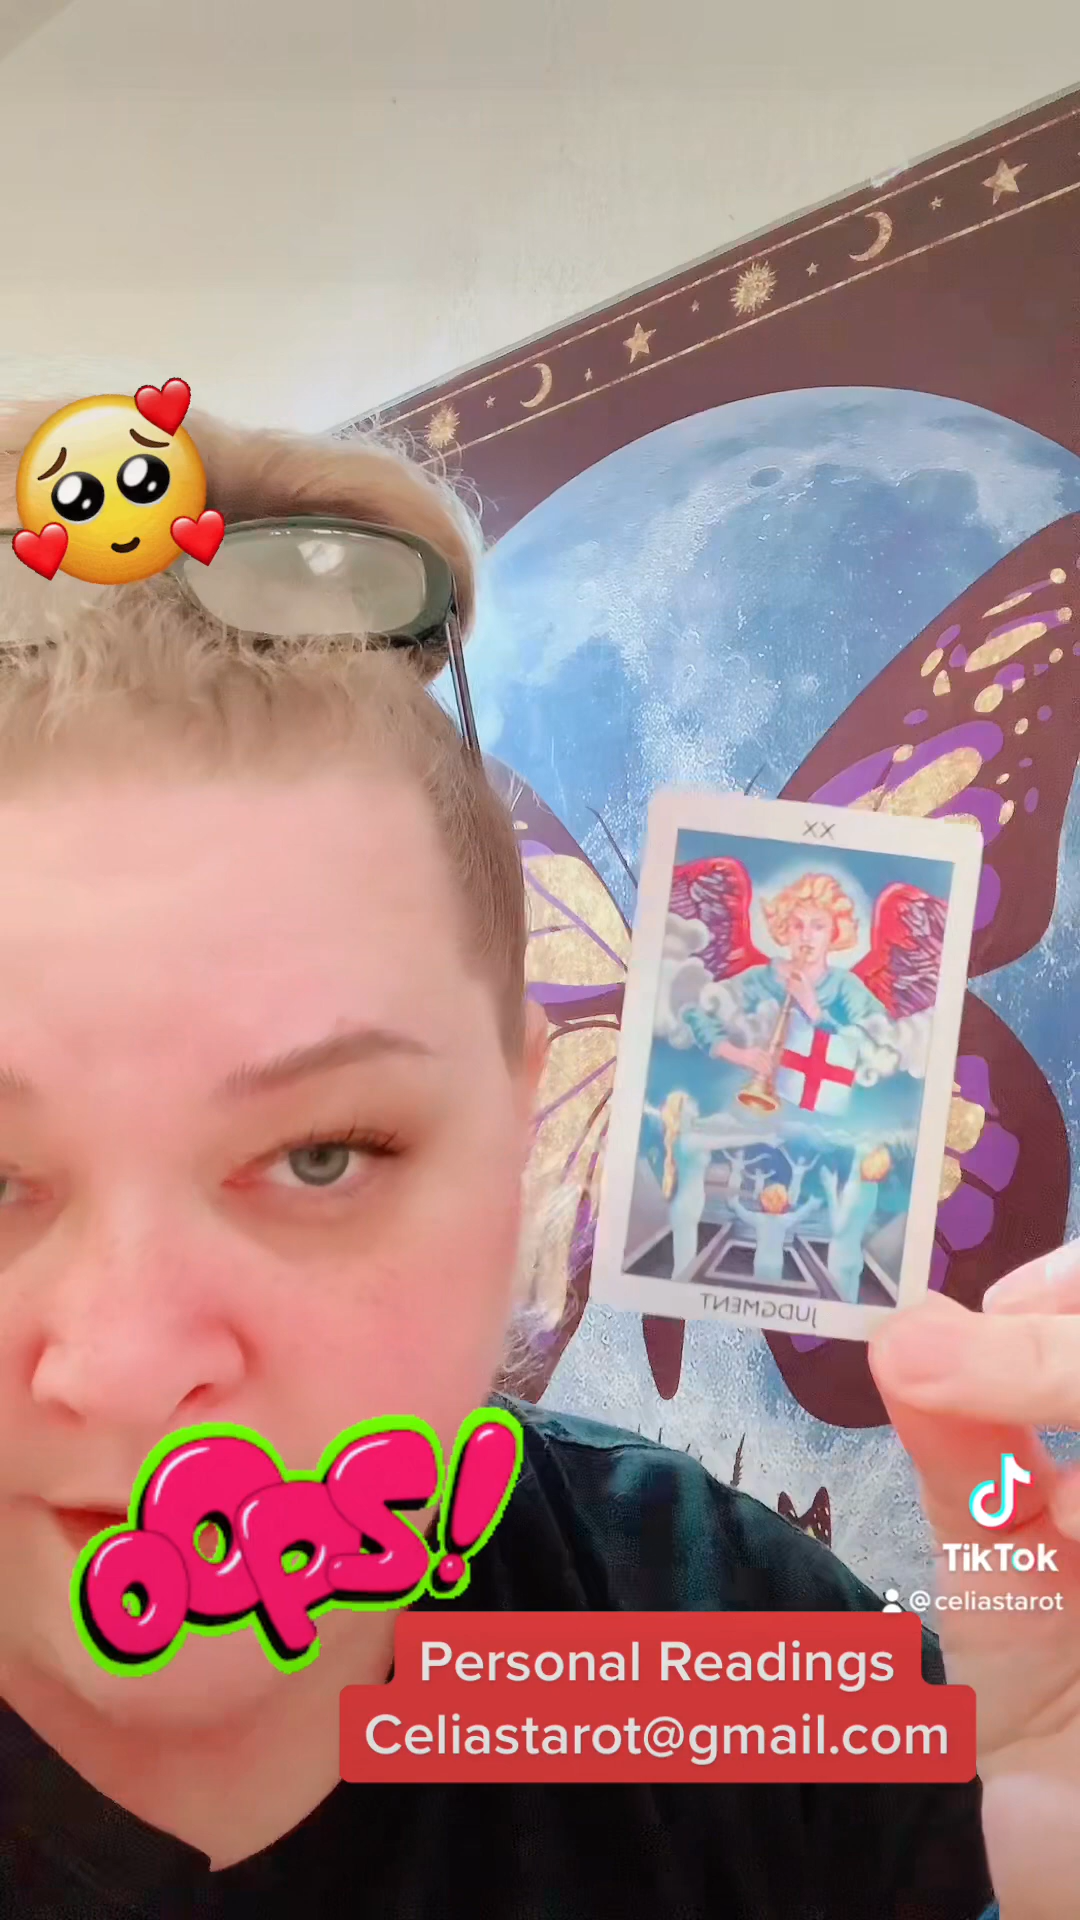 XX
JUDGMENT
oOps!
TikTok
@celiastarot
Personal Readings
Celiastarot@gmail.com